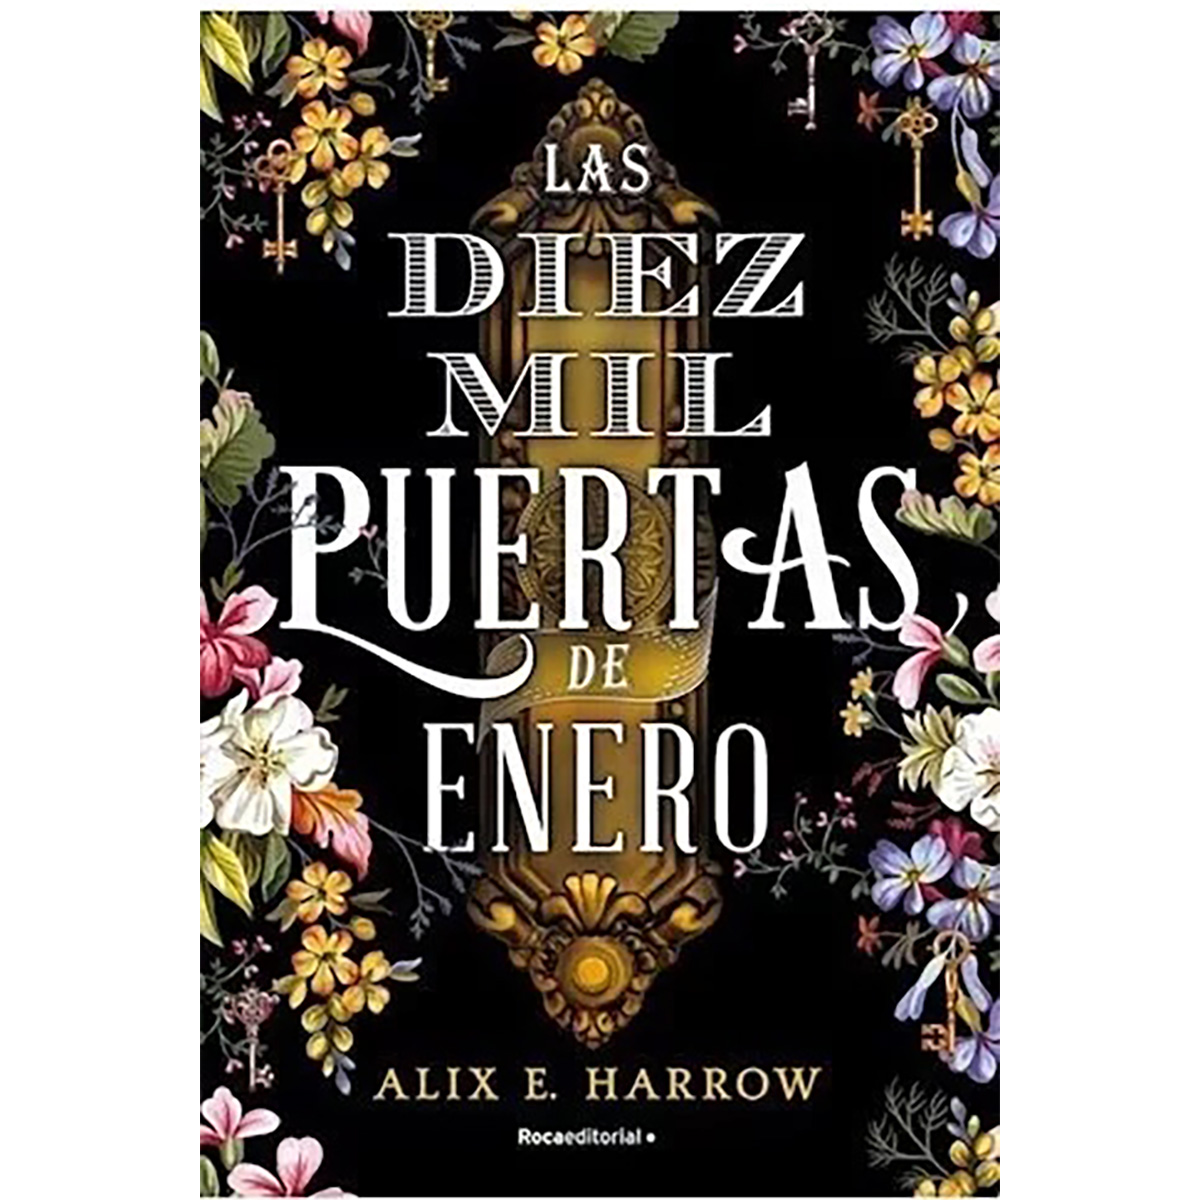 LAS
DIEZ
MIL
PUERTAS
DE
ENERO
ALIX E. HARROW
Rocaeditorial